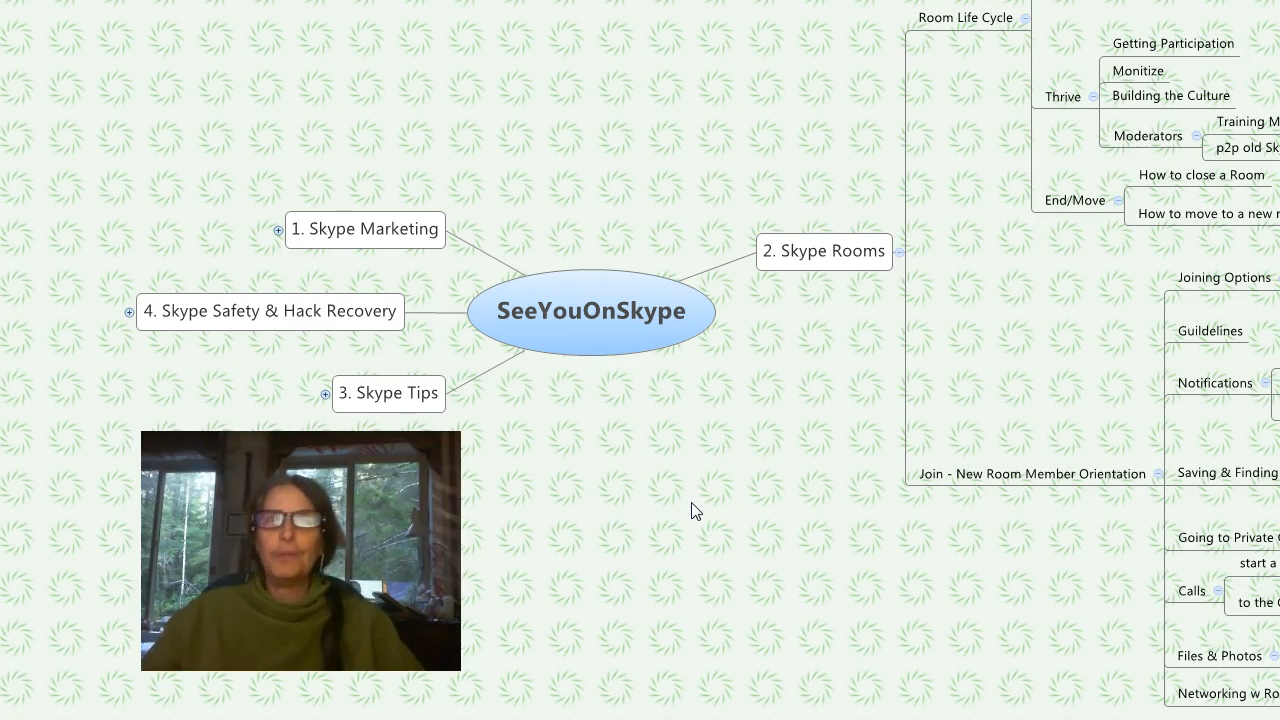 Room Life Cycle
Getting Participation
Monitize
Thrive
Building the Culture
Training M
Moderators
p2p old Sk
How to close a Room
End/Move
How to move to a new
1. Skype Marketing
2. Skype Rooms
4. Skype Safety & Hack Recovery
SeeYouOnSkype
3. Skype Tips
Joining Options
Guildelines
Notifications
Join - New Room Member Orientation
Saving & Finding
Going to Private
start a
Calls
to the
Files & Photos
Networking w Ro